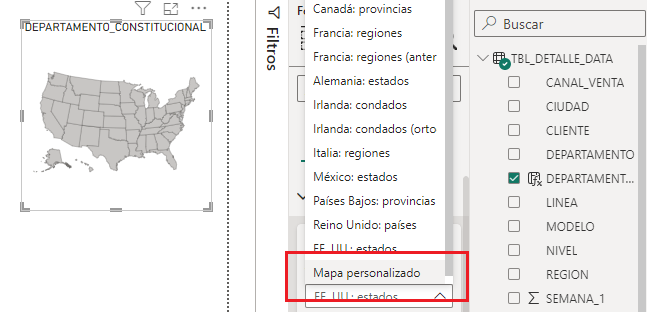 DEPARTAMENTO_CONSTITUCIONAL
Filtros
Canadá: provincias
Francia: regiones
Francia: regiones (anter
Alemania: estados
Irlanda: condados
Irlanda: condados (orto
Italia: regiones
México: estados
Países Bajos: provincias
Reino Unido: países
EE. UU.: estados
Mapa personalizado
EE. UU.: estados
Buscar
TBL_DETALLE_DATA
CANAL_VENTA
CIUDAD
CLIENTE
DEPARTAMENTO
DEPARTAMENT...
LINEA
MODELO
NIVEL
REGION
SEMANA_1